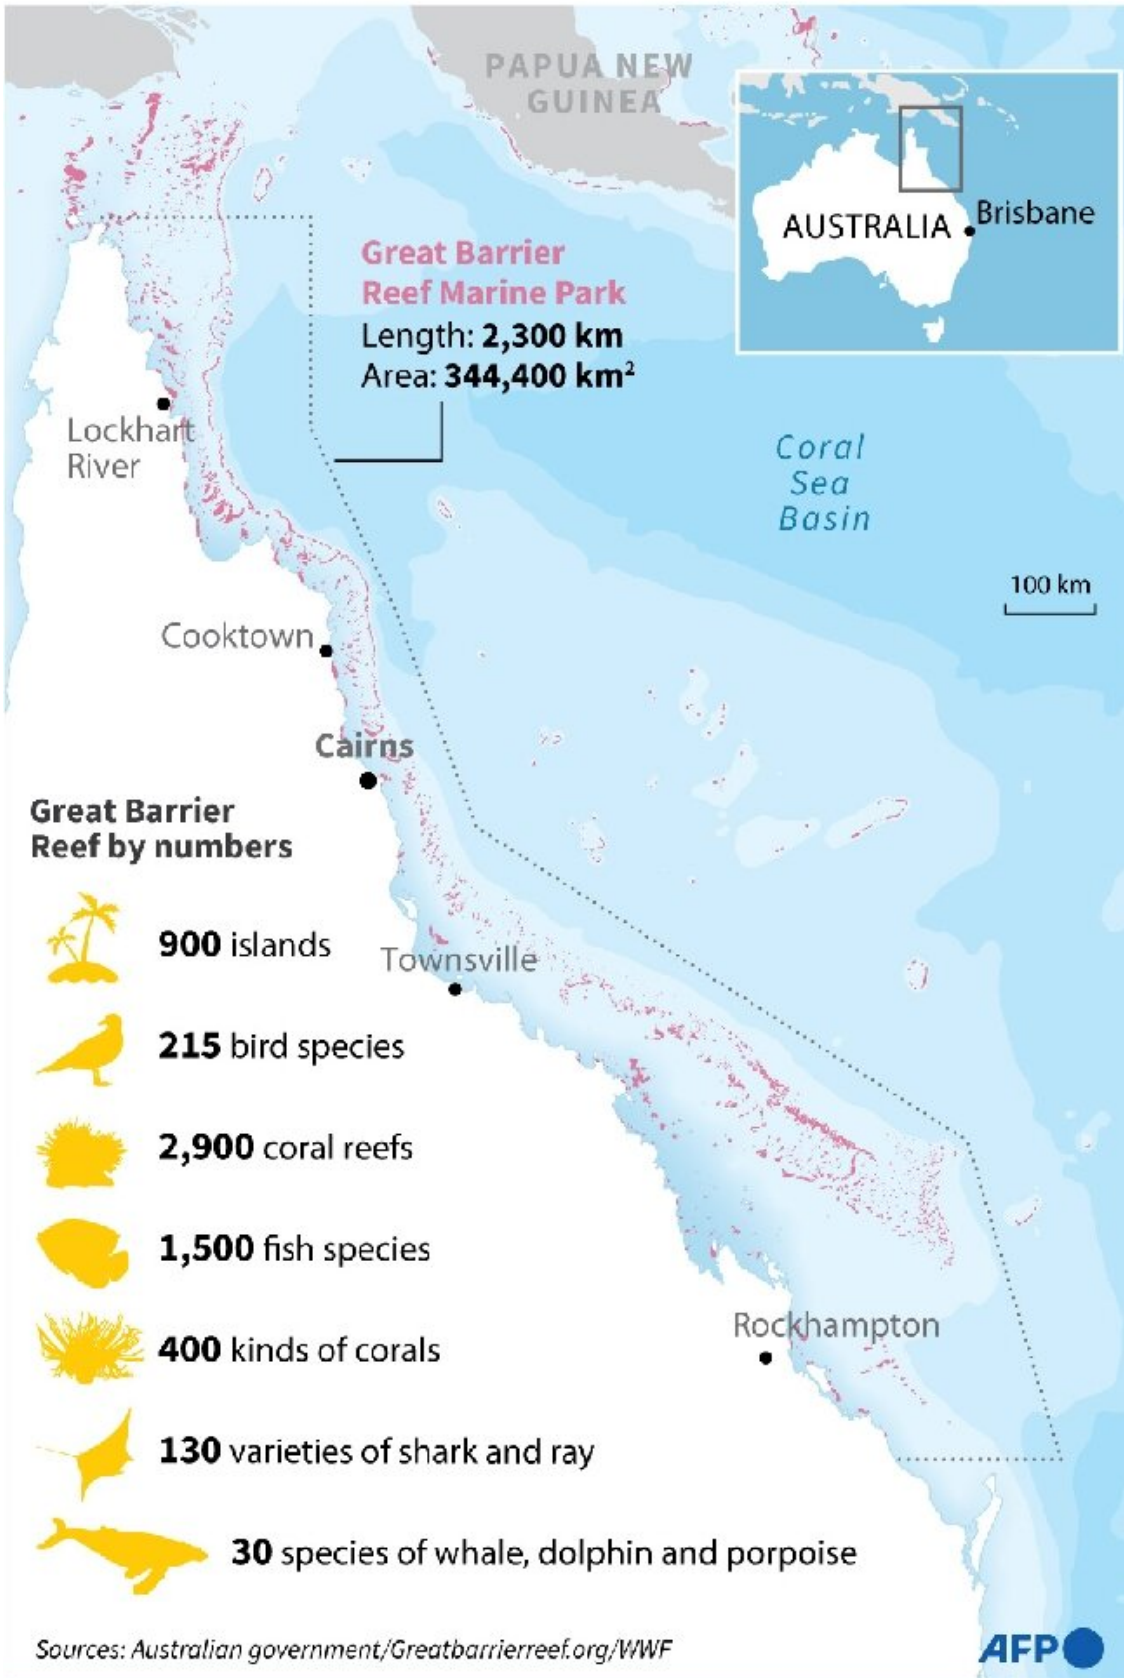 PAPUA NEW
GUINEA
AUSTRALIA
Brisbane
Great Barrier
Reef Marine Park
Length: 2,300 km
Area: 344,400 km²
Lockhart
River
Coral
Sea
Basin
100 km
Cooktown
Cairns
Great Barrier
Reef by numbers
900 islands
Townsville
215 bird species
2,900 coral reefs
1,500 fish species
Rockhampton
400 kinds of corals
130 varieties of shark and ray
30 species of whale, dolphin and porpoise
Sources: Australian government/Greatbarrierreef.org/WWF
AFP